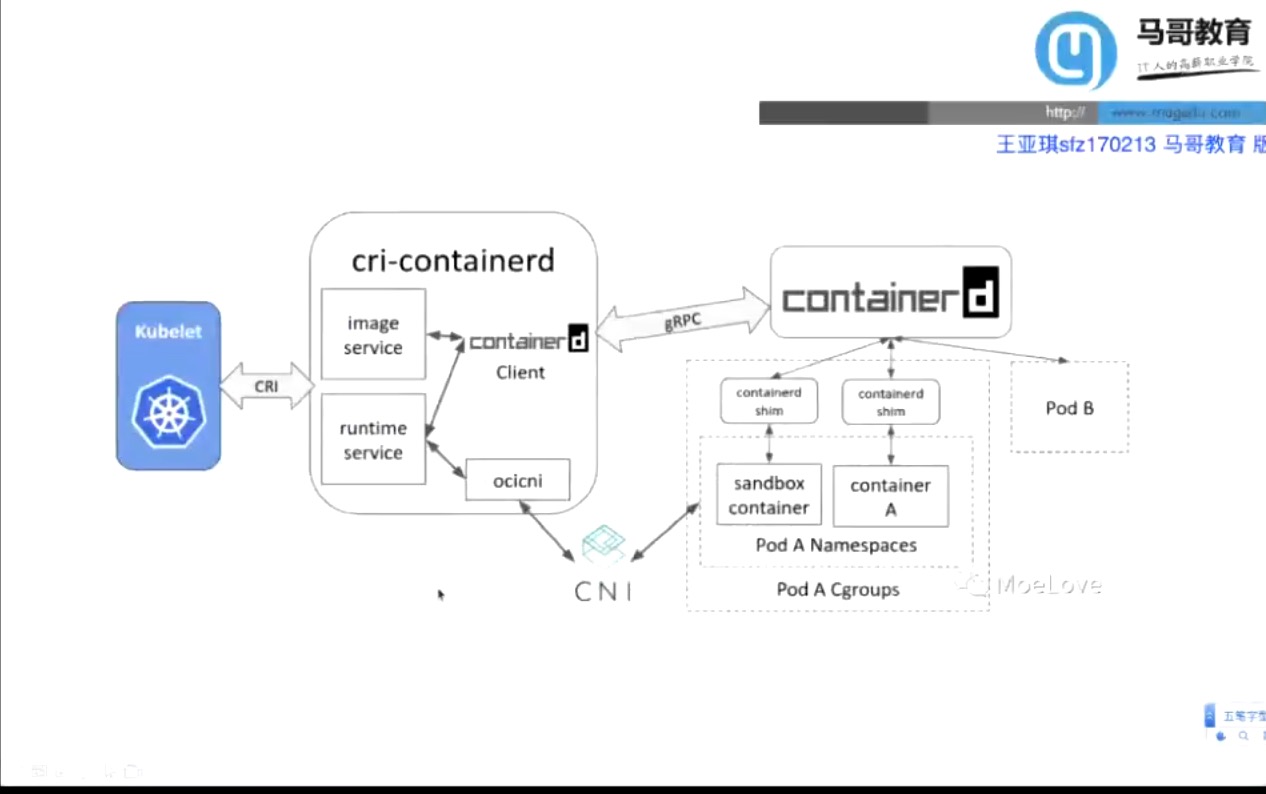 马哥教育
IT人的高薪职业学院
http://
www.magedu.com
王亚琪sfz170213 马哥教育
cri-containerd
Kubelet
CRI
image
service
runtime
service
containerd
Client
ocicni
gRPC
containerd
containerd
shim
containerd
shim
Pod B
sandbox
container
container
A
Pod A Namespaces
Pod A Cgroups
CNI
MoeLove
五笔字型